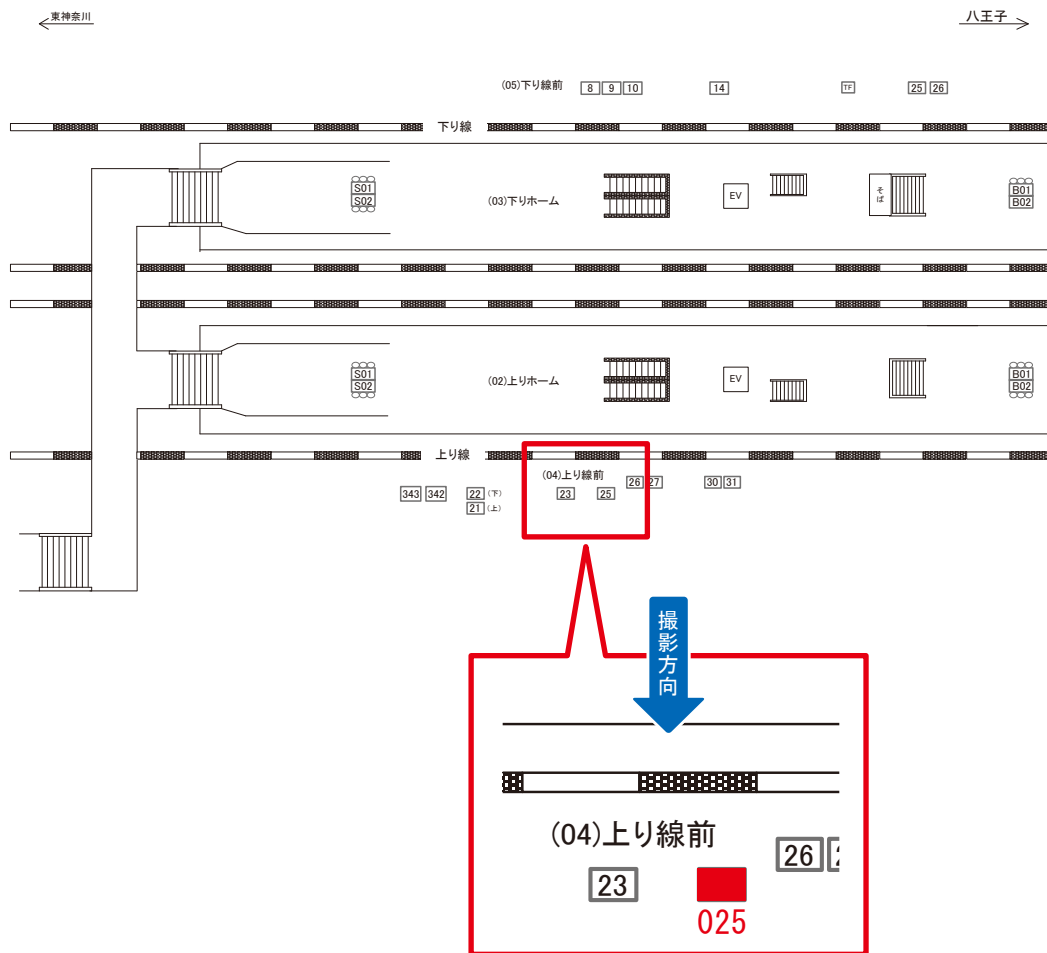 東神奈川
八王子
(05)下り線前 8 9 10 14 TF 25 26
下り線
S01
S02
(03)下りホーム
EV
そば
B01
B02
S01
S02
(02)上りホーム
EV
B01
B02
上り線
(04)上り線前
343 342 22 (下) 23 25 26 27 30 31
21 (上)
撮影方向
(04)上り線前
26
23
025